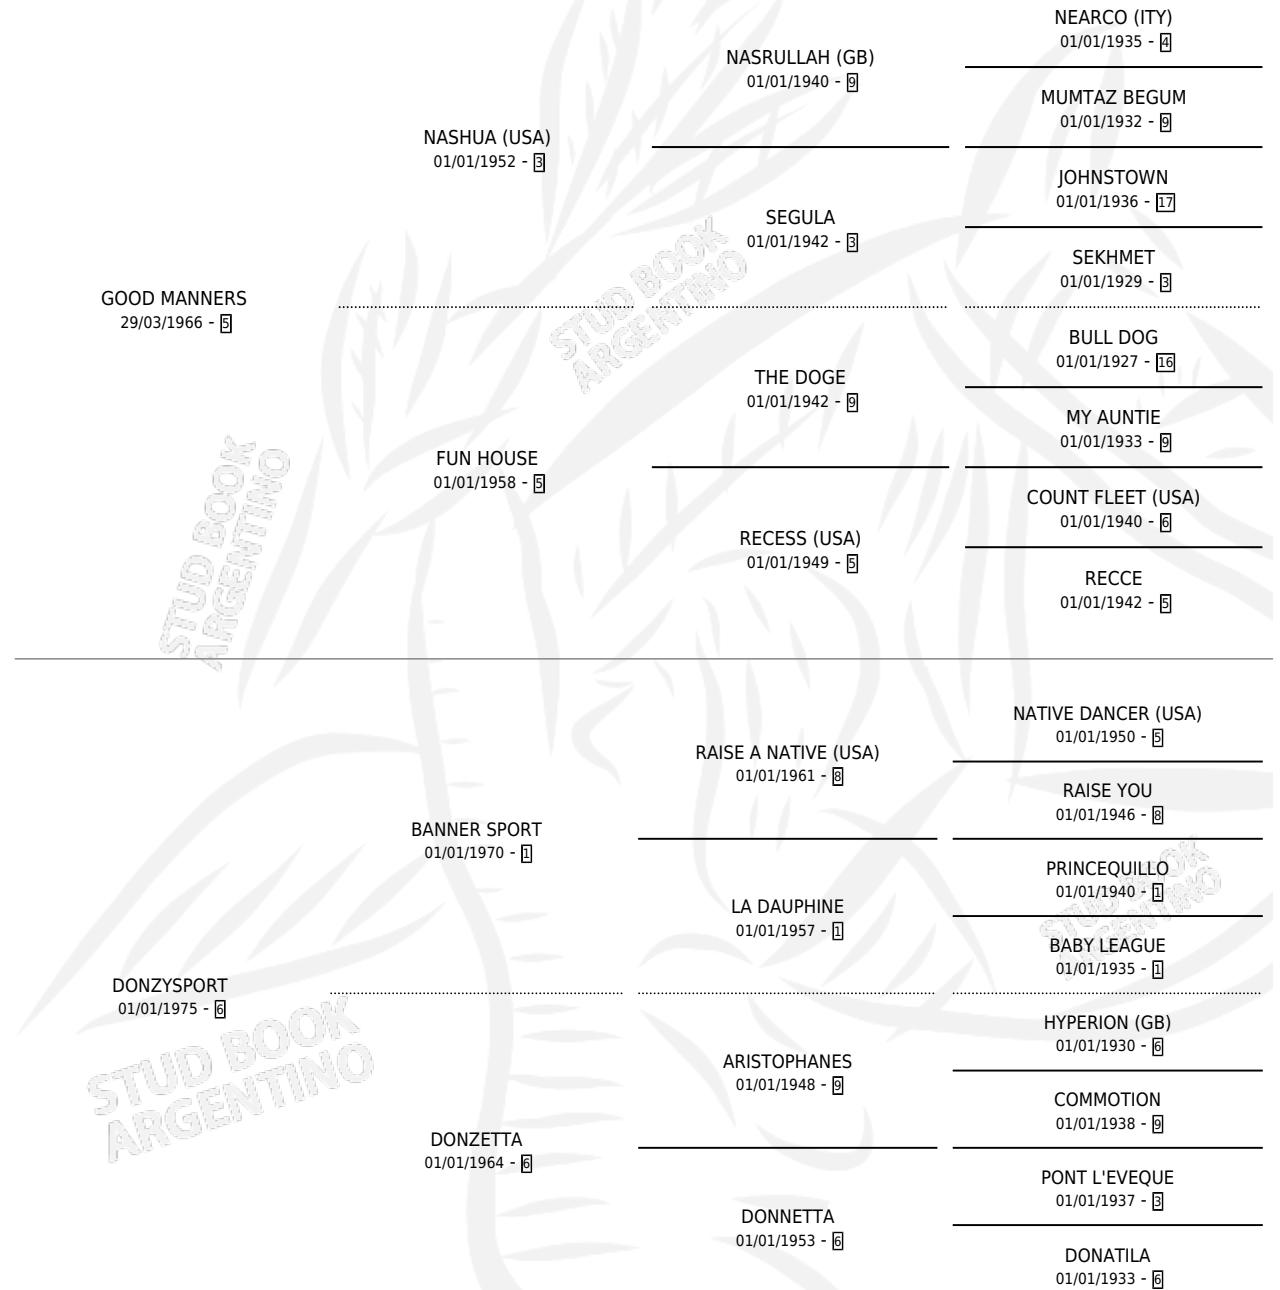 NEARCO (ITY)
01/01/1935 - 4
NASRULLAH (GB)
01/01/1940 - 9
MUMTAZ BEGUM
01/01/1932 - 9
NASHUA (USA)
01/01/1952 - 3
JOHNSTOWN
01/01/1936 - 17
SEGULA
01/01/1942 - 3
SEKHMET
01/01/1929 - 3
GOOD MANNERS
29/03/1966 - 5
BULL DOG
01/01/1927 - 16
THE DOGE
01/01/1942 - 9
MY AUNTIE
01/01/1933 - 9
FUN HOUSE
01/01/1958 - 5
COUNT FLEET (USA)
01/01/1940 - 6
RECESS (USA)
01/01/1949 - 5
RECCE
01/01/1942 - 5
NATIVE DANCER (USA)
01/01/1950 - 5
RAISE A NATIVE (USA)
01/01/1961 - 8
RAISE YOU
01/01/1946 - 8
BANNER SPORT
01/01/1970 - 1
PRINCEQUILLO
01/01/1940 - 1
LA DAUPHINE
01/01/1957 - 1
BABY LEAGUE
01/01/1935 - 1
DONZYSPORT
01/01/1975 - 6
HYPERION (GB)
01/01/1930 - 6
ARISTOPHANES
01/01/1948 - 9
COMMOTION
01/01/1938 - 9
DONZETTA
01/01/1964 - 6
PONT L'EVEQUE
01/01/1937 - 3
DONNETTA
01/01/1953 - 6
DONATILA
01/01/1933 - 6
STUD BOOK
ARGENTINO
STUD BOOK
ARGENTINO
STUD BOOK
ARGENTINO
STUD BOOK
ARGENTINO